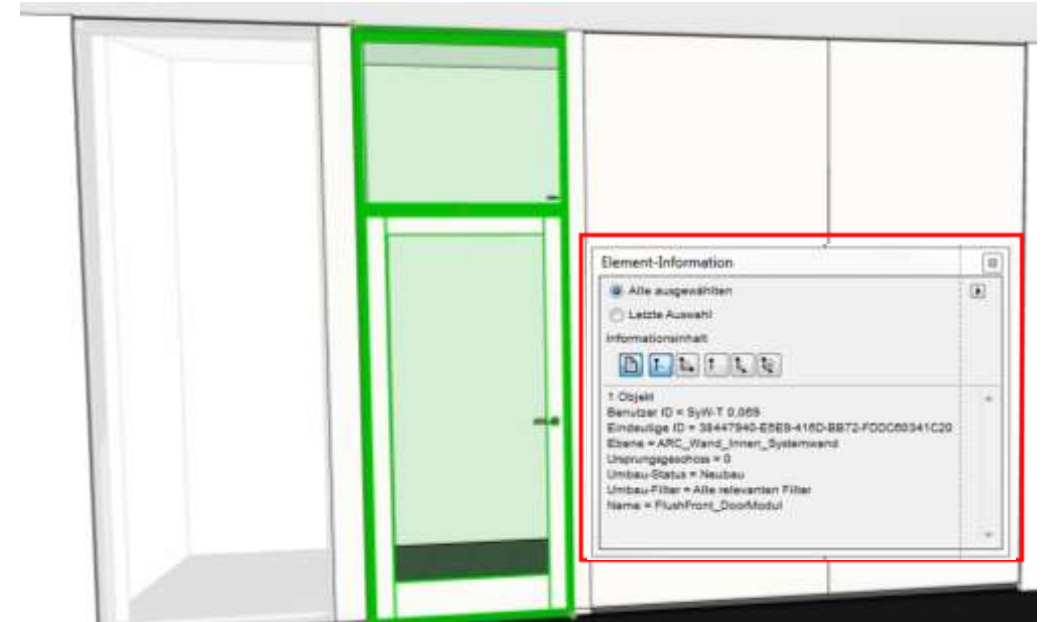 Element-Information
Alle ausgewählten
Letzte Auswahl
Informationsinhalt
1 Objekt
Benutzer ID = SyW-T 0,069
Eindeutige ID = 38447940-E6E9-416D-BB72-FDDC60341C20
Ebene = ARC_Wand_Innen_Systemwand
Ursprungsgeschoss = 0
Umbau-Status = Neubau
Umbau-Filter = Alle relevanten Filter
Name = FlushFront_DoorModul